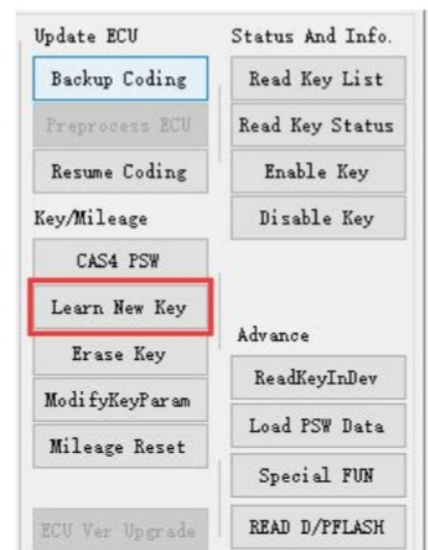 Update ECU
Backup Coding
Preprocess ECU
Resume Coding
Key/Mileage
CAS4 PSW
Learn New Key
Erase Key
ModifyKeyParam
Mileage Reset
ECU Ver Upgrade
Status And Info.
Read Key List
Read Key Status
Enable Key
Disable Key
Advance
ReadKeyInDev
Load PSW Data
Special FUN
READ D/PFLASH